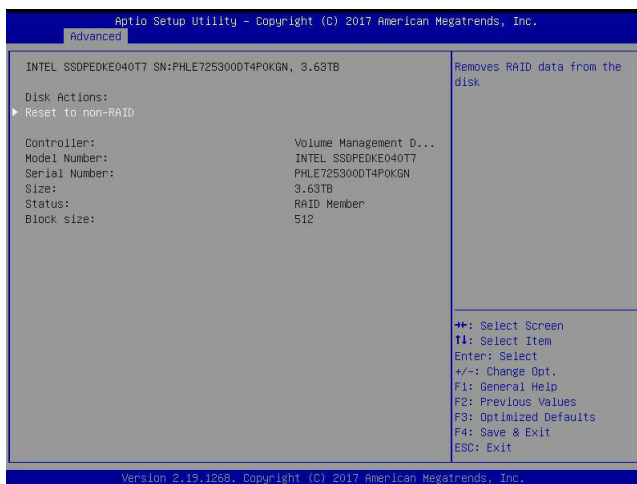 Aptio Setup Utility – Copyright (C) 2017 American Megatrends, Inc.
Advanced
INTEL SSDPEDKE040T7 SN:PHLE725300DT4P0KGN, 3.63TB
Disk Actions:
Reset to non-RAID
Controller: Volume Management D...
Model Number: INTEL SSDPEDKE040T7
Serial Number: PHLE725300DT4P0KGN
Size: 3.63TB
Status: RAID Member
Block size: 512
Removes RAID data from the
disk
→←: Select Screen
↑↓: Select Item
Enter: Select
+/-: Change Opt.
F1: General Help
F2: Previous Values
F3: Optimized Defaults
F4: Save & Exit
ESC: Exit
Version 2.19.1268. Copyright (C) 2017 American Megatrends, Inc.